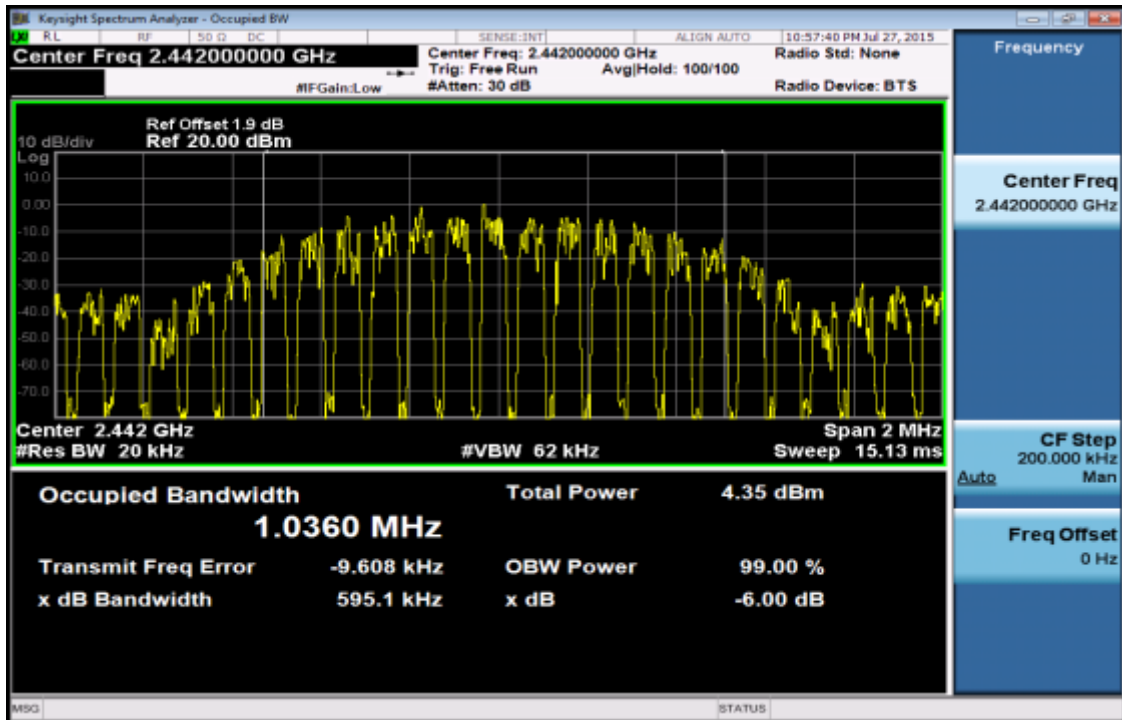 Keysight Spectrum Analyzer - Occupied BW
RL RF 50 Ω DC SENSE:INT ALIGN AUTO 10:57:40 PM Jul 27, 2015
Center Freq 2.442000000 GHz
Center Freq: 2.442000000 GHz
Radio Std: None
Trig: Free Run Avg|Hold: 100/100
#IFGain:Low
#Atten: 30 dB
Radio Device: BTS
Frequency
Ref Offset 1.9 dB
10 dB/div Ref 20.00 dBm
Log
10.0
0.00
-10.0
-20.0
-30.0
-40.0
-50.0
-60.0
-70.0
Center 2.442 GHz Span 2 MHz
#Res BW 20 kHz #VBW 62 kHz Sweep 15.13 ms
Center Freq
2.442000000 GHz
CF Step
200.000 kHz
Auto Man
Freq Offset
0 Hz
Occupied Bandwidth Total Power 4.35 dBm
1.0360 MHz
Transmit Freq Error -9.608 kHz OBW Power 99.00 %
x dB Bandwidth 595.1 kHz x dB -6.00 dB
MSG STATUS